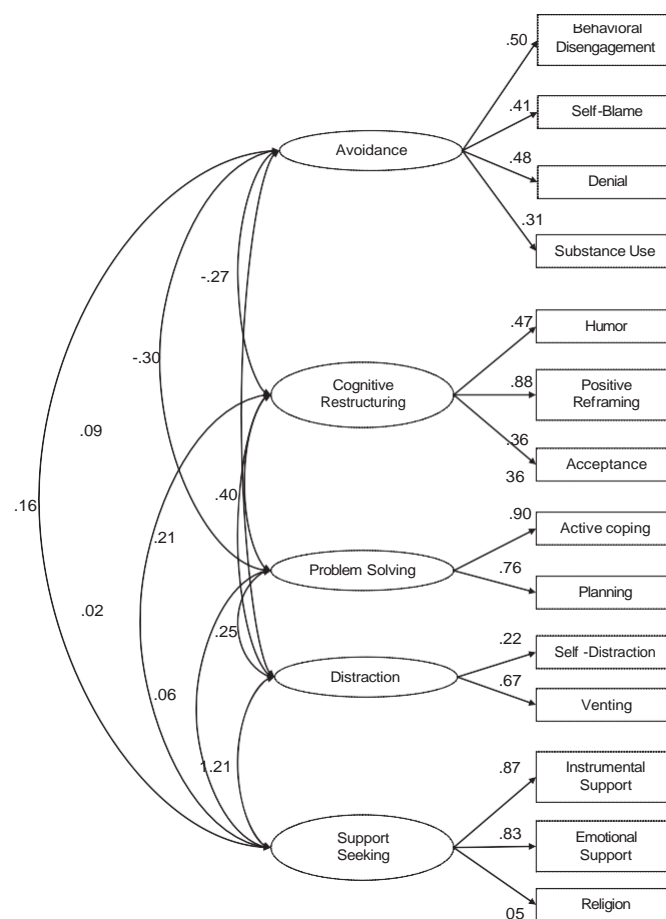 .50
Behavioral
Disengagement
.41
Self-Blame
Avoidance
.48
Denial
.31
Substance Use
-.27
.47
Humor
-.30
Cognitive
Restructuring
.88
Positive
Reframing
.09
.36
36
Acceptance
.16
.40
.21
.90
Active coping
Problem Solving
.76
Planning
.02
.25
.22
Self -Distraction
Distraction
.67
Venting
.06
1.21
.87
Instrumental
Support
Support
Seeking
.83
Emotional
Support
05
Religion